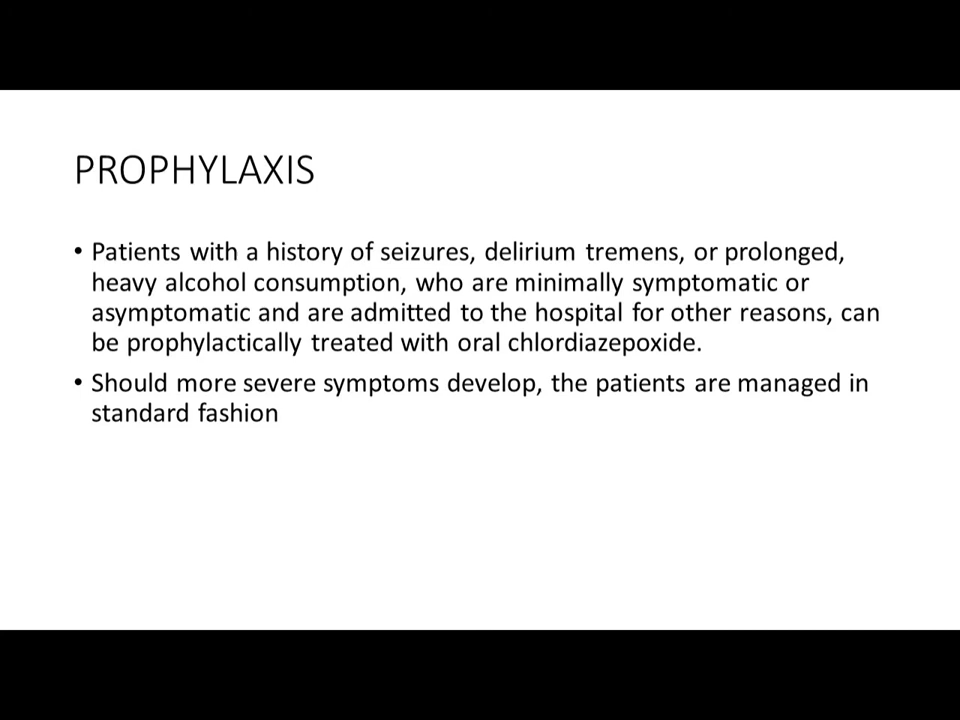 PROPHYLAXIS
• Patients with a history of seizures, delirium tremens, or prolonged,
heavy alcohol consumption, who are minimally symptomatic or
asymptomatic and are admitted to the hospital for other reasons, can
be prophylactically treated with oral chlordiazepoxide.
• Should more severe symptoms develop, the patients are managed in
standard fashion